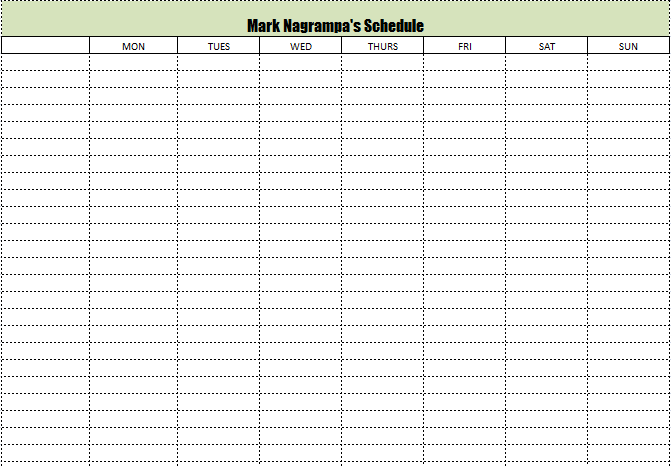 Mark Nagrampa's Schedule
MON TUES WED THURS FRI SAT SUN